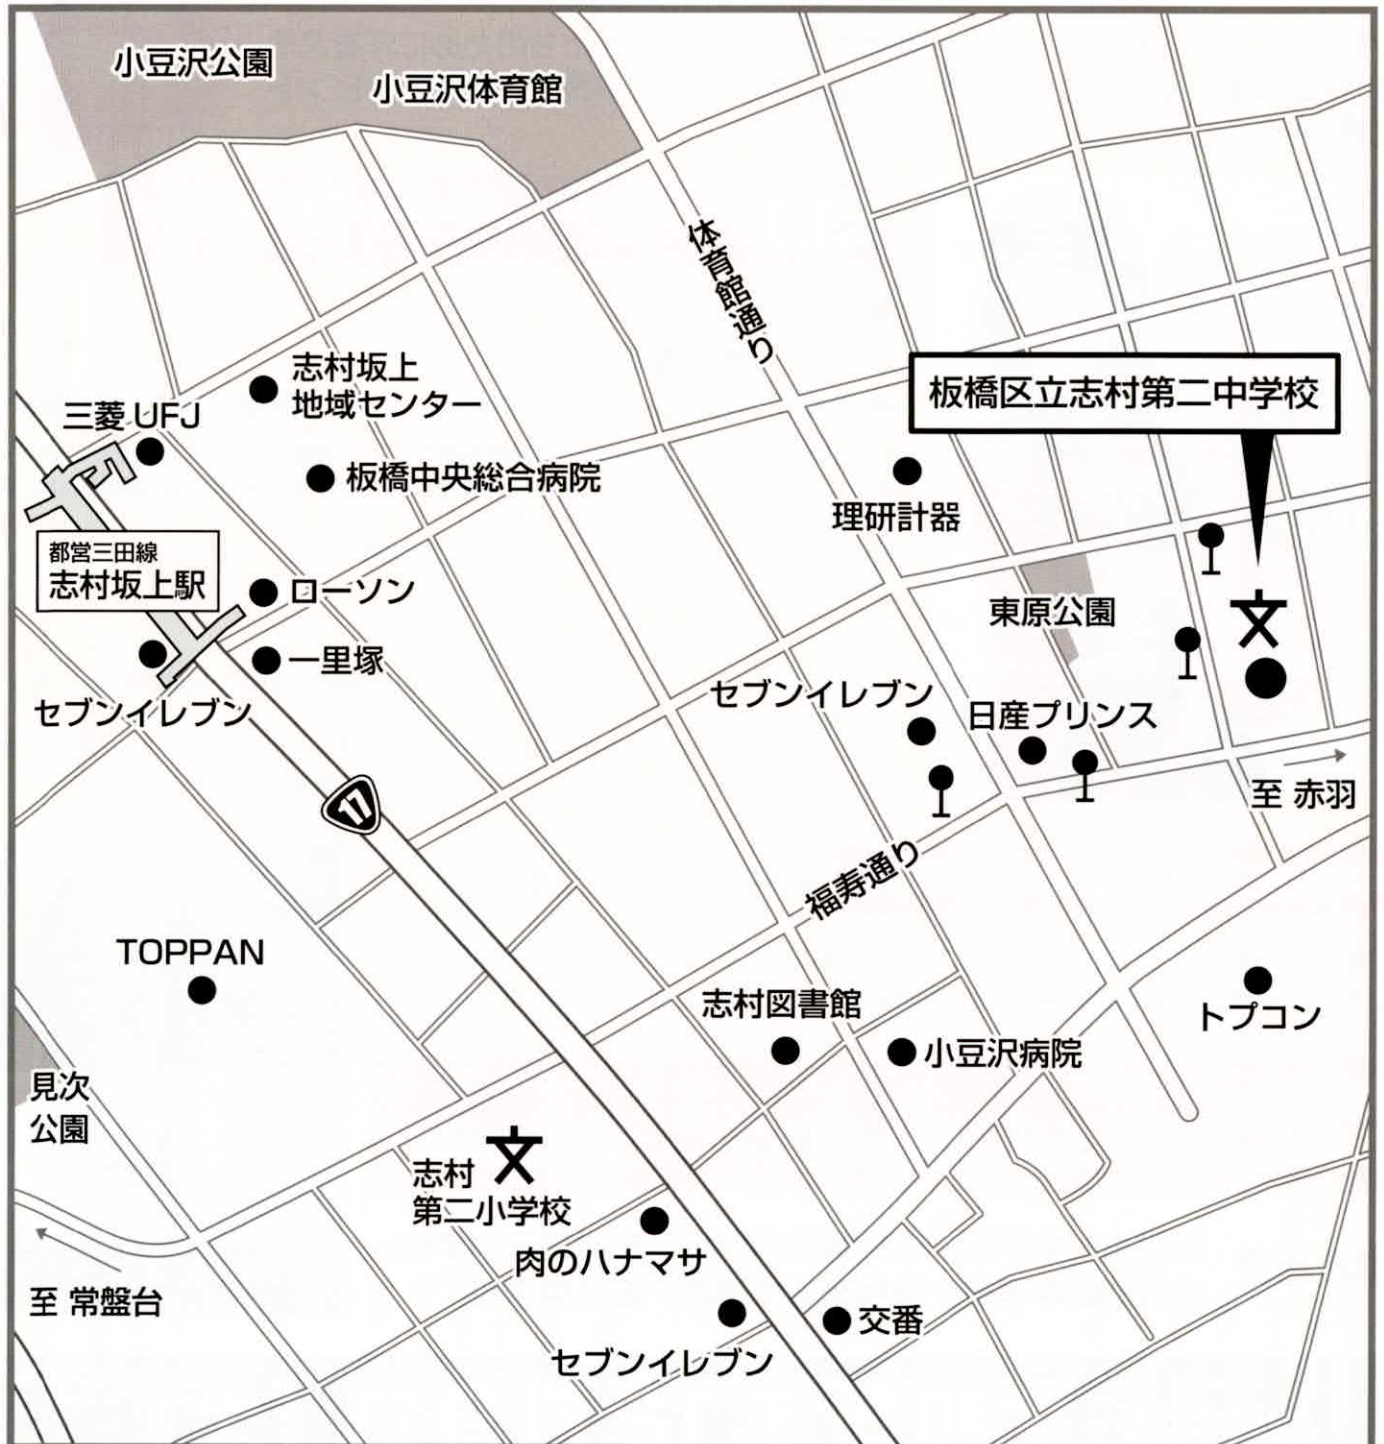 小豆沢公園
小豆沢体育館
体育館通り
志村坂上
地域センター
三菱UFJ
板橋中央総合病院
板橋区立志村第二中学校
理研計器
都営三田線
志村坂上駅
ローソン
東原公園
一里塚
セブンイレブン
セブンイレブン
日産プリンス
17
至 赤羽
福寿通り
TOPPAN
志村図書館
トプコン
小豆沢病院
見次
公園
志村
第二小学校
肉のハナマサ
至 常盤台
交番
セブンイレブン